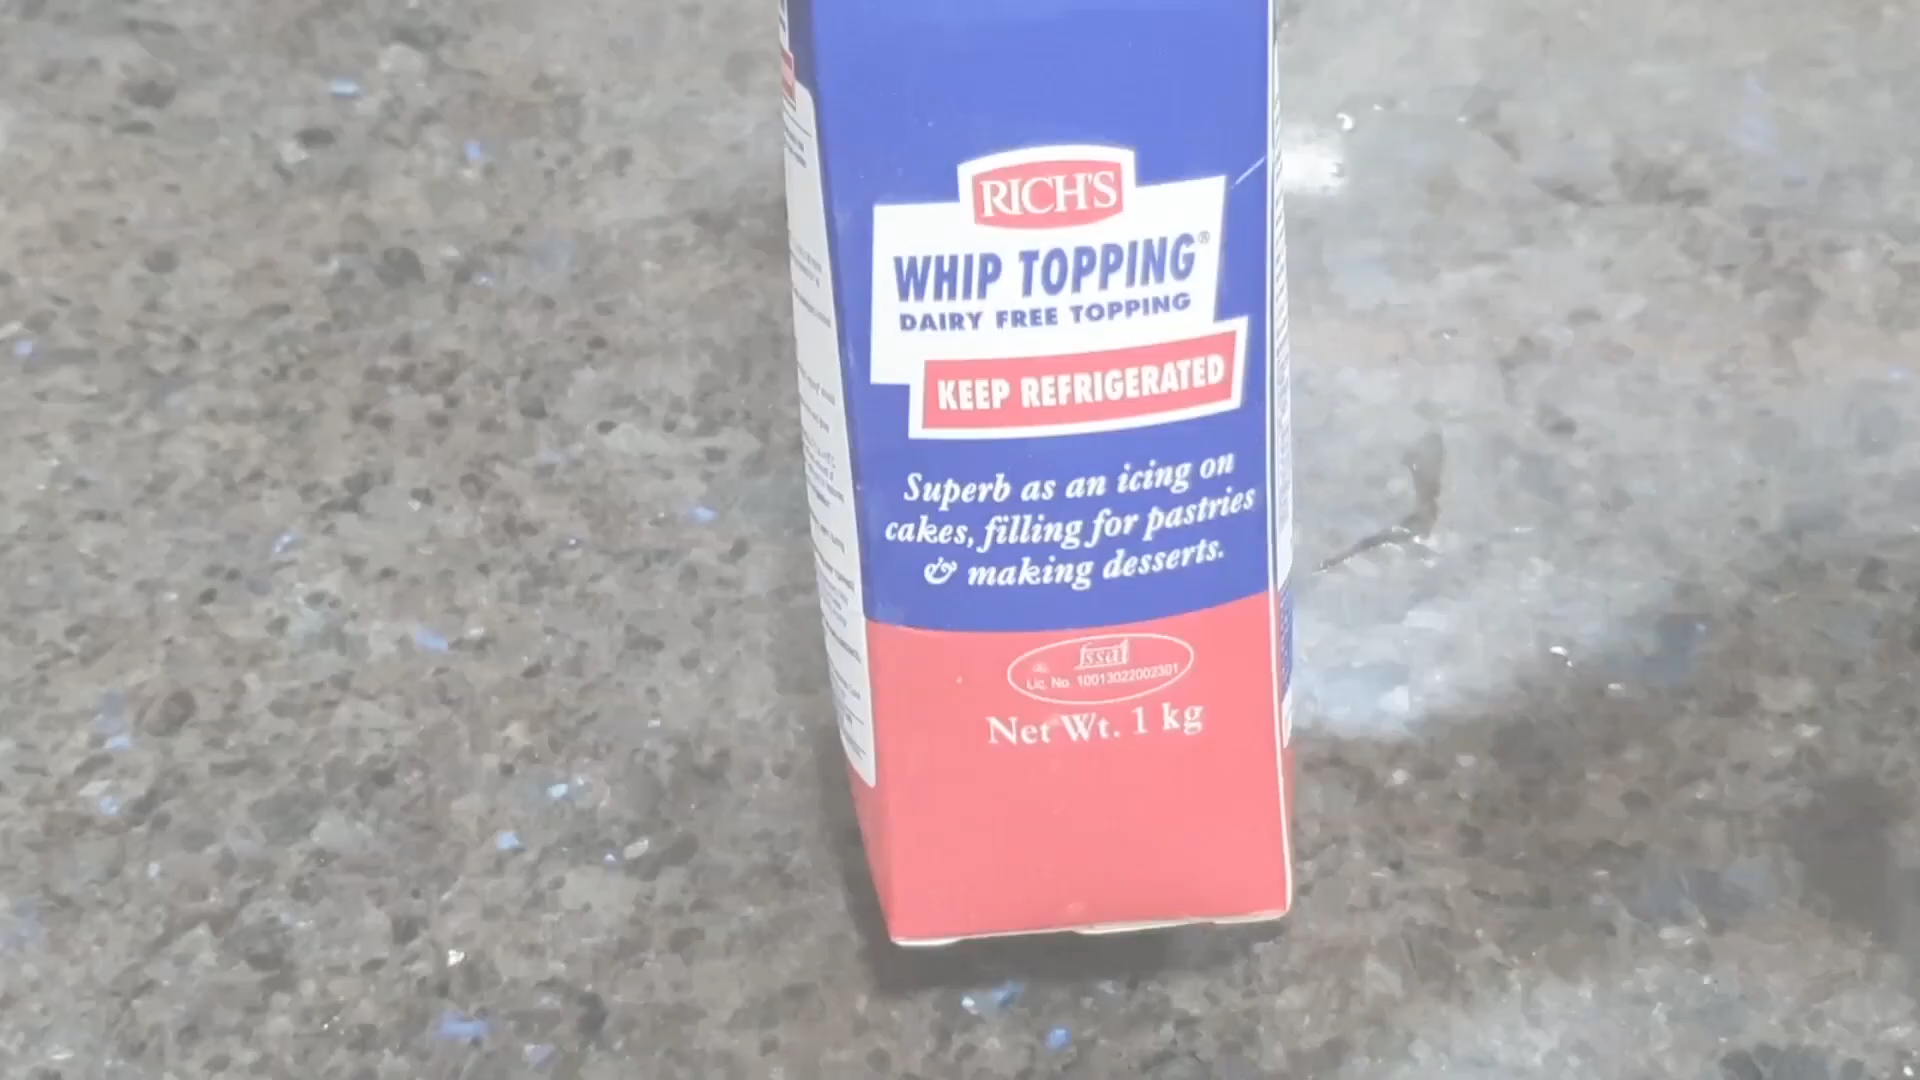 RICH'S
WHIP TOPPING®
DAIRY FREE TOPPING
KEEP REFRIGERATED
Superb as an icing on
cakes, filling for pastries
& making desserts.
fssai
Lic. No. 10013022002301
Net Wt. 1 kg